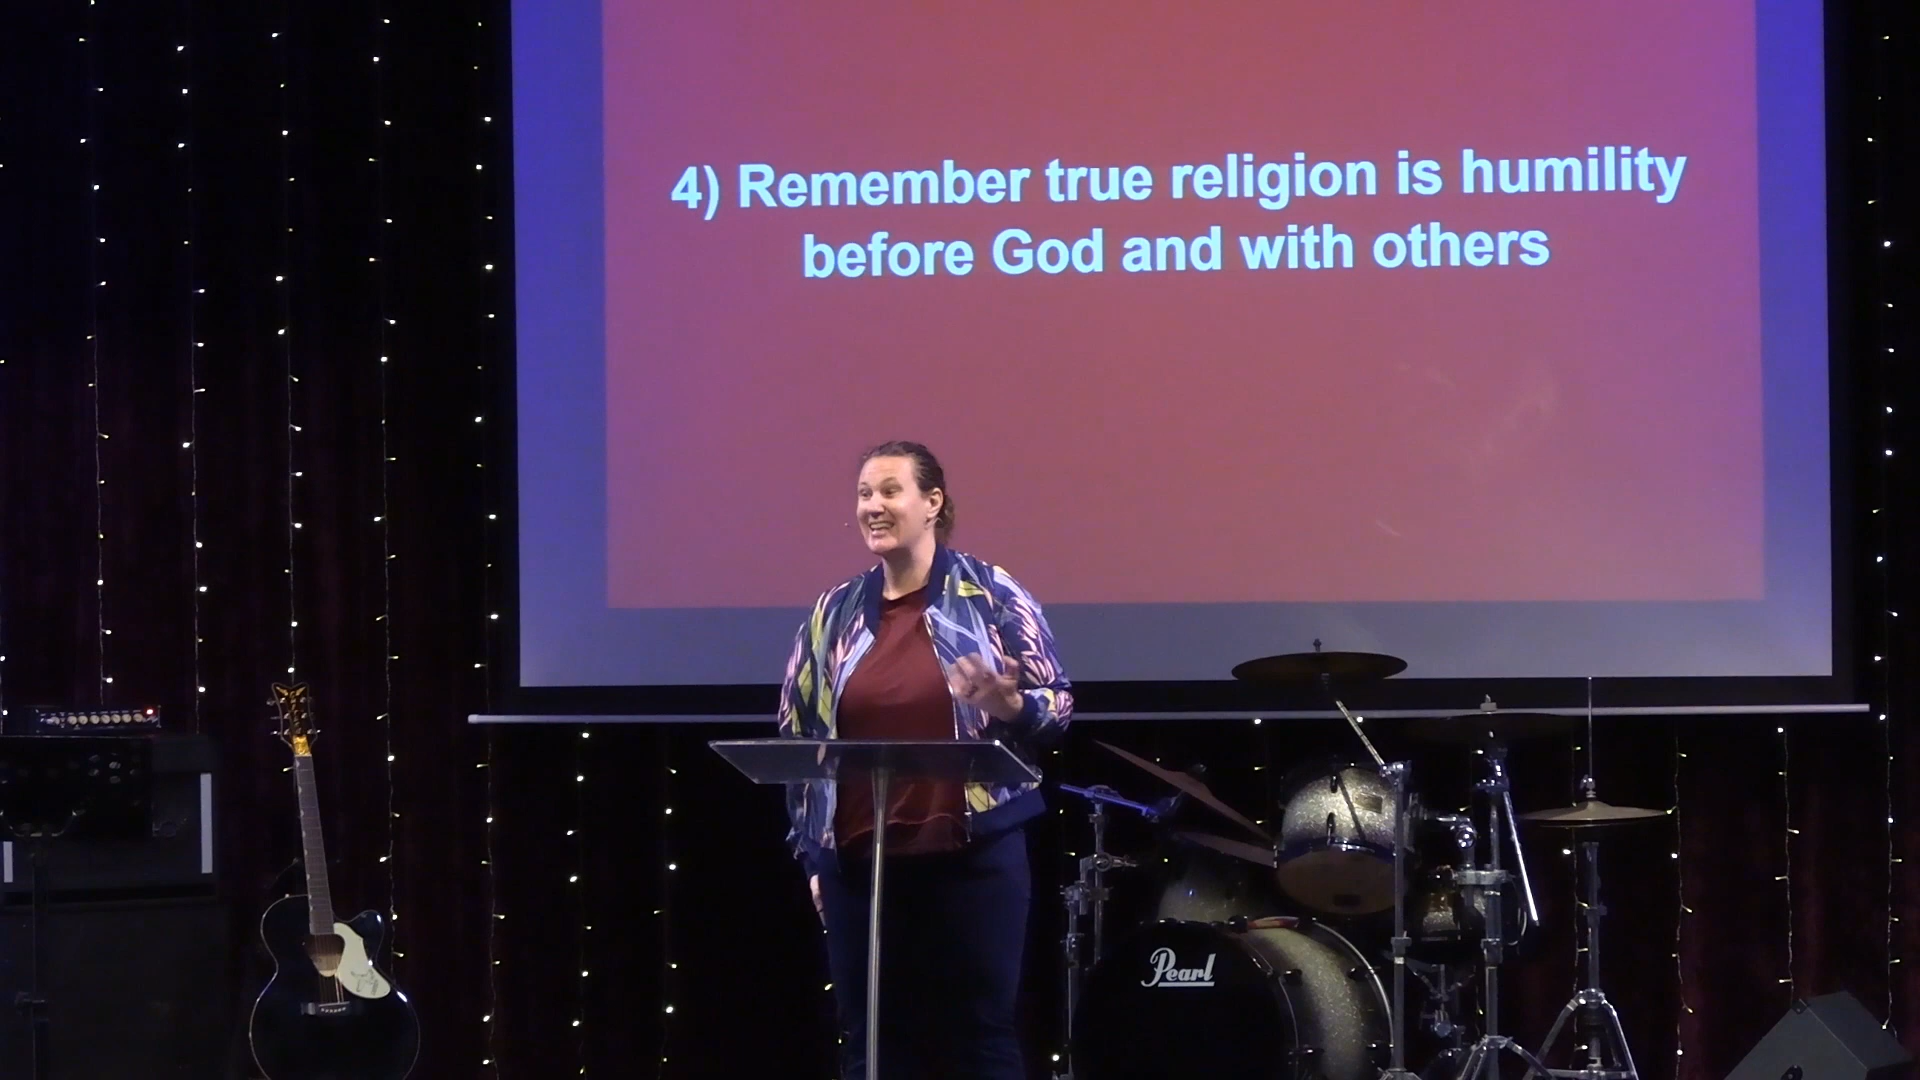 4) Remember true religion is humility
before God and with others
Pearl